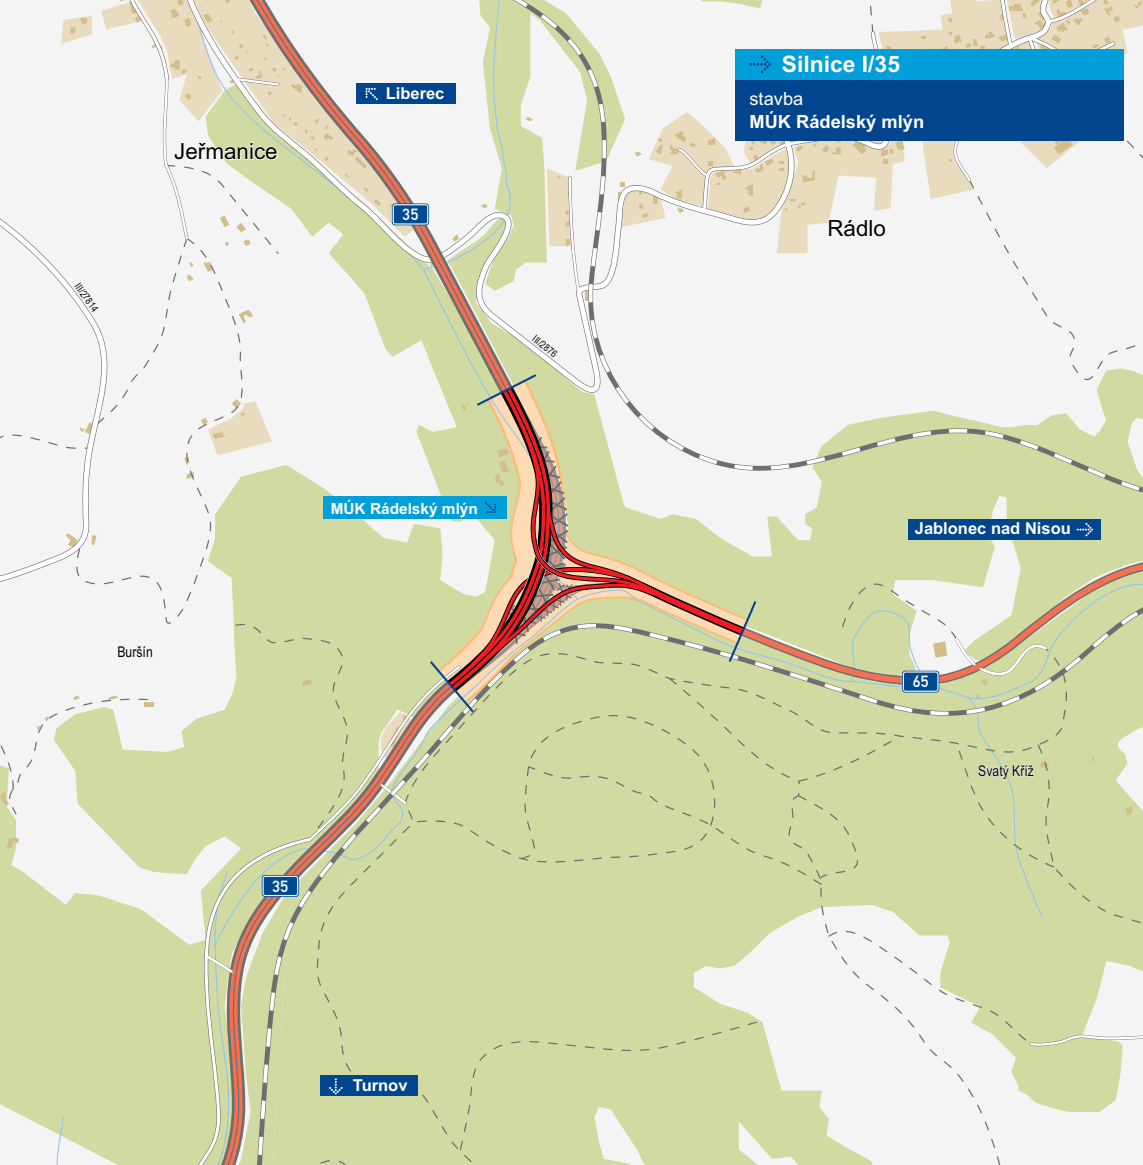 Silnice I/35
stavba
MÚK Rádelský mlýn
Liberec
Jeřmanice
35
Rádlo
III/27814
III/2876
MÚK Rádelský mlýn
Jablonec nad Nisou
Buršín
65
Svatý Kříž
35
Turnov